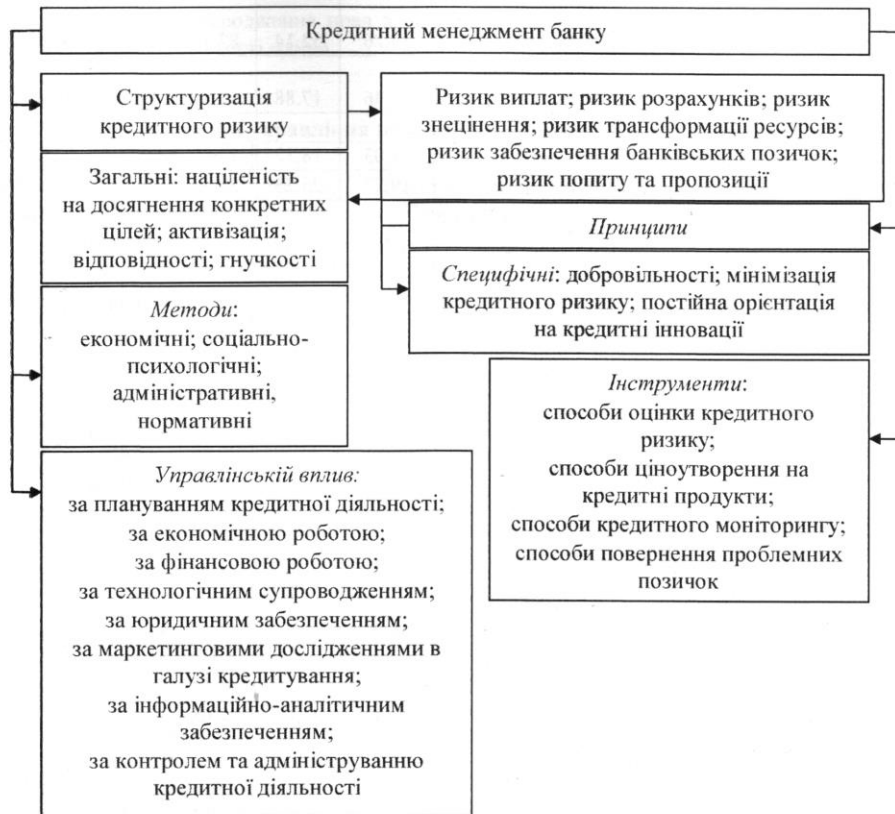 Кредитний менеджмент банку
Структуризація
кредитного ризику
Ризик виплат; ризик розрахунків; ризик
знецінення; ризик трансформації ресурсів;
ризик забезпечення банківських позичок;
ризик попиту та пропозиції
Загальні: націленість
на досягнення конкретних
цілей; активізація;
відповідності; гнучкості
Принципи
Специфічні: добровільності; мінімізація
кредитного ризику; постійна орієнтація
на кредитні інновації
Методи:
економічні; соціально-
психологічні;
адміністративні,
нормативні
Інструменти:
способи оцінки кредитного
ризику;
способи ціноутворення на
кредитні продукти;
способи кредитного моніторингу;
способи повернення проблемних
позичок
Управлінській вплив:
за плануванням кредитної діяльності;
за економічною роботою;
за фінансовою роботою;
за технологічним супроводженням;
за юридичним забезпеченням;
за маркетинговими дослідженнями в
галузі кредитування;
за інформаційно-аналітичним
забезпеченням;
за контролем та адмініструванню
кредитної діяльності